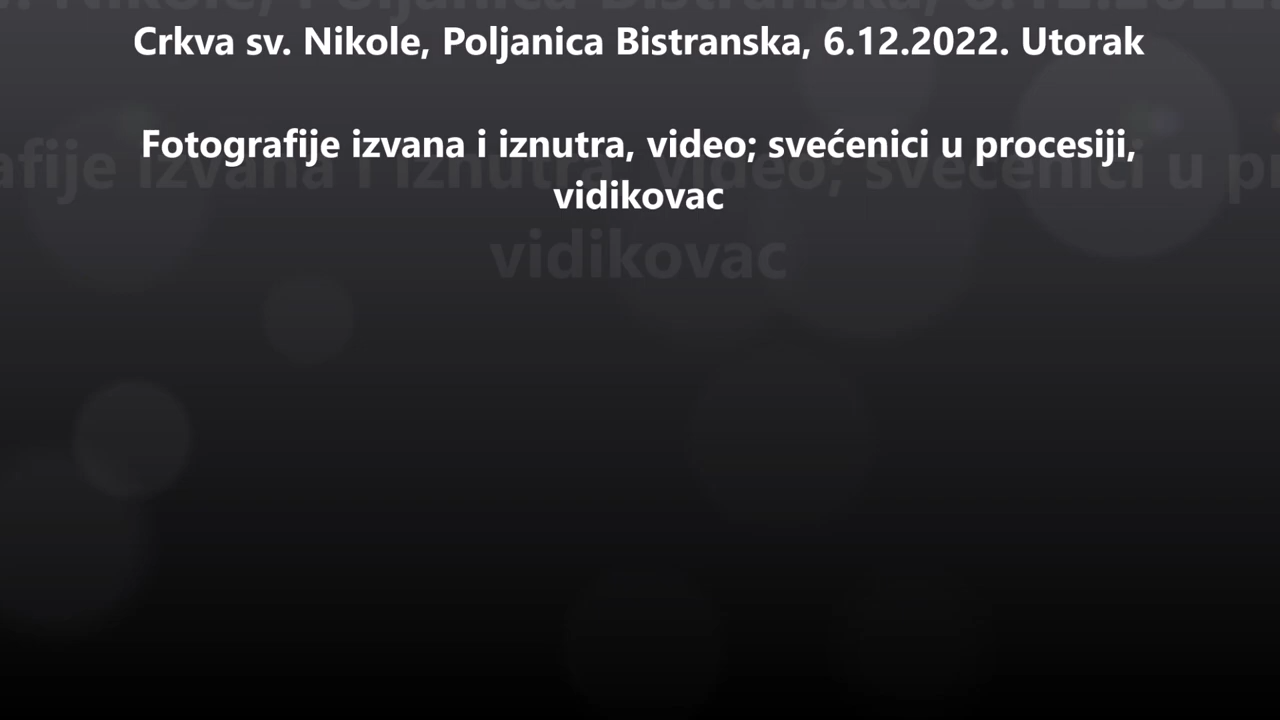 Crkva sv. Nikole, Poljanica Bistranska, 6.12.2022. Utorak
Fotografije izvana i iznutra, video; svećenici u procesiji,
vidikovac